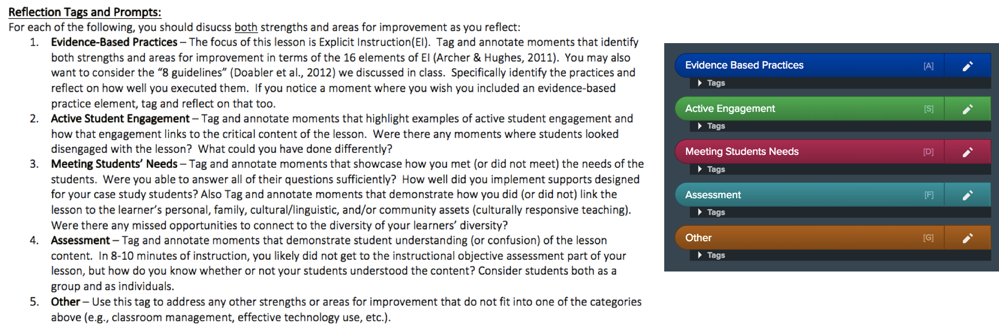 Reflection Tags and Prompts:
For each of the following, you should disucss both strengths and areas for improvement as you reflect:
1. Evidence-Based Practices – The focus of this lesson is Explicit Instruction(EI). Tag and annotate moments that identify
both strengths and areas for improvement in terms of the 16 elements of EI (Archer & Hughes, 2011). You may also
want to consider the “8 guidelines” (Doabler et al., 2012) we discussed in class. Specifically identify the practices and
reflect on how well you executed them. If you notice a moment where you wish you included an evidence-based
practice element, tag and reflect on that too.
2. Active Student Engagement – Tag and annotate moments that highlight examples of active student engagement and
how that engagement links to the critical content of the lesson. Were there any moments where students looked
disengaged with the lesson? What could you have done differently?
3. Meeting Students’ Needs – Tag and annotate moments that showcase how you met (or did not meet) the needs of the
students. Were you able to answer all of their questions sufficiently? How well did you implement supports designed
for your case study students? Also Tag and annotate moments that demonstrate how you did (or did not) link the
lesson to the learner’s personal, family, cultural/linguistic, and/or community assets (culturally responsive teaching).
Were there any missed opportunities to connect to the diversity of your learners’ diversity?
4. Assessment – Tag and annotate moments that demonstrate student understanding (or confusion) of the lesson
content. In 8-10 minutes of instruction, you likely did not get to the instructional objective assessment part of your
lesson, but how do you know whether or not your students understood the content? Consider students both as a
group and as individuals.
5. Other – Use this tag to address any other strengths or areas for improvement that do not fit into one of the categories
above (e.g., classroom management, effective technology use, etc.).
Evidence Based Practices [A]
Tags
Active Engagement [S]
Tags
Meeting Students Needs [D]
Tags
Assessment [F]
Tags
Other [G]
Tags